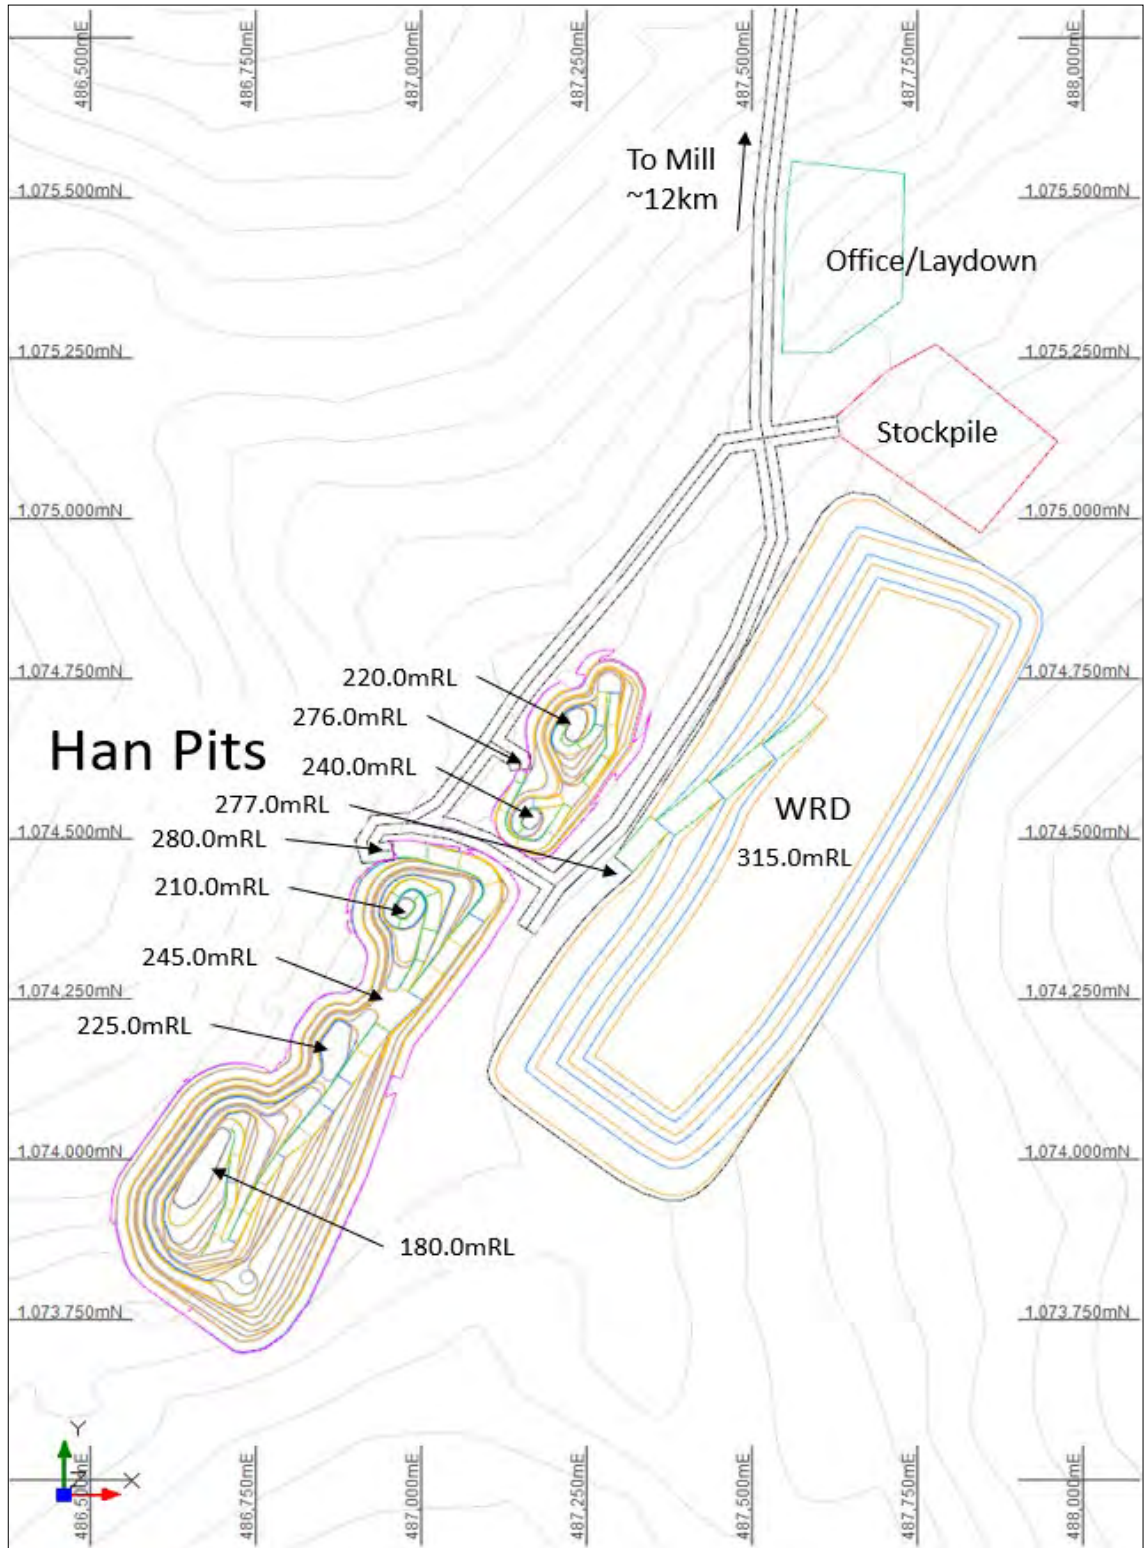 486,500mE
486,750mE
487,000mE
487,250mE
487,500mE
487,750mE
488,000mE
To Mill
~12km
1,075,500mN
1,075,500mN
Office/Laydown
1,075,250mN
1,075,250mN
Stockpile
1,075,000mN
1,075,000mN
1,074,750mN
220.0mRL
1,074,750mN
276.0mRL
Han Pits
240.0mRL
277.0mRL
WRD
1,074,500mN
280.0mRL
1,074,500mN
315.0mRL
210.0mRL
245.0mRL
1,074,250mN
1,074,250mN
225.0mRL
1,074,000mN
1,074,000mN
180.0mRL
1,073,750mN
1,073,750mN
Y
X
486,500mE
486,750mE
487,000mE
487,250mE
487,500mE
487,750mE
488,000mE